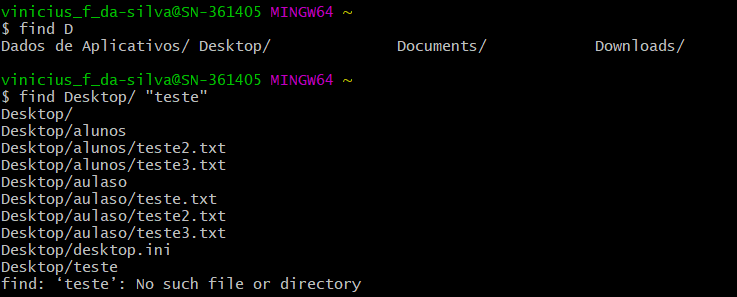 vinicius_f_da-silva@SN-361405 MINGW64 ~
$ find D
Dados de Aplicativos/ Desktop/ Documents/ Downloads/
vinicius_f_da-silva@SN-361405 MINGW64 ~
$ find Desktop/ "teste"
Desktop/
Desktop/alunos
Desktop/alunos/teste2.txt
Desktop/alunos/teste3.txt
Desktop/aulaso
Desktop/aulaso/teste.txt
Desktop/aulaso/teste2.txt
Desktop/aulaso/teste3.txt
Desktop/desktop.ini
Desktop/teste
find: ‘teste’: No such file or directory